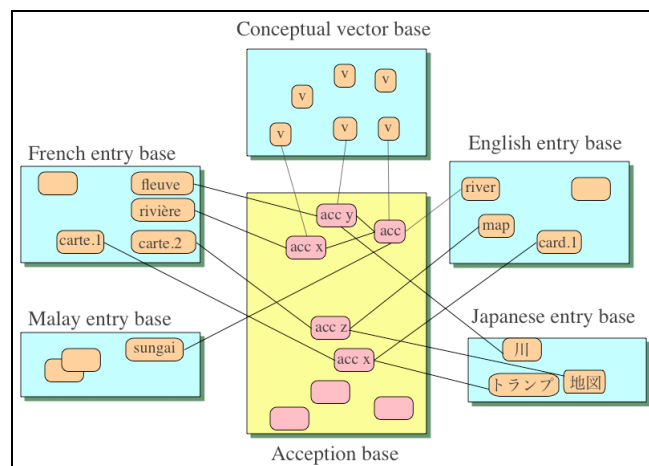 Conceptual vector base
v
v
v
v
v
v
French entry base
fleuve
rivière
carte.1
carte.2
English entry base
river
map
card.1
acc y
acc
acc x
acc z
acc x
Malay entry base
sungai
Japanese entry base
川
トランプ
地図
Acception base